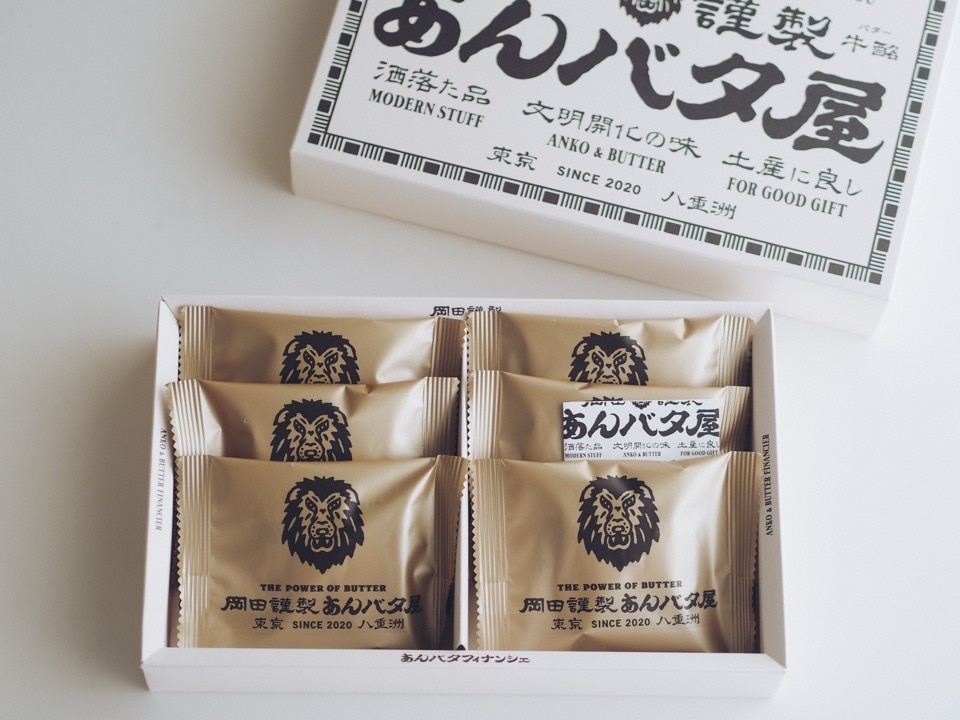 謹製
バター
牛酪
あんバタ屋
洒落た品
MODERN STUFF
文明開化の味
ANKO & BUTTER
土産に良し
FOR GOOD GIFT
東京 SINCE 2020 八重洲
岡田謹製
あんバタ屋
洒落た品 文明開化の味 土産に良し
MODERN STUFF ANKO & BUTTER FOR GOOD GIFT
ANKO & BUTTER FINANCIER
ANKO & BUTTER FINANCIER
THE POWER OF BUTTER
岡田謹製あんバタ屋
東京 SINCE 2020 八重洲
THE POWER OF BUTTER
岡田謹製あんバタ屋
東京 SINCE 2020 八重洲
あんバタフィナンシェ